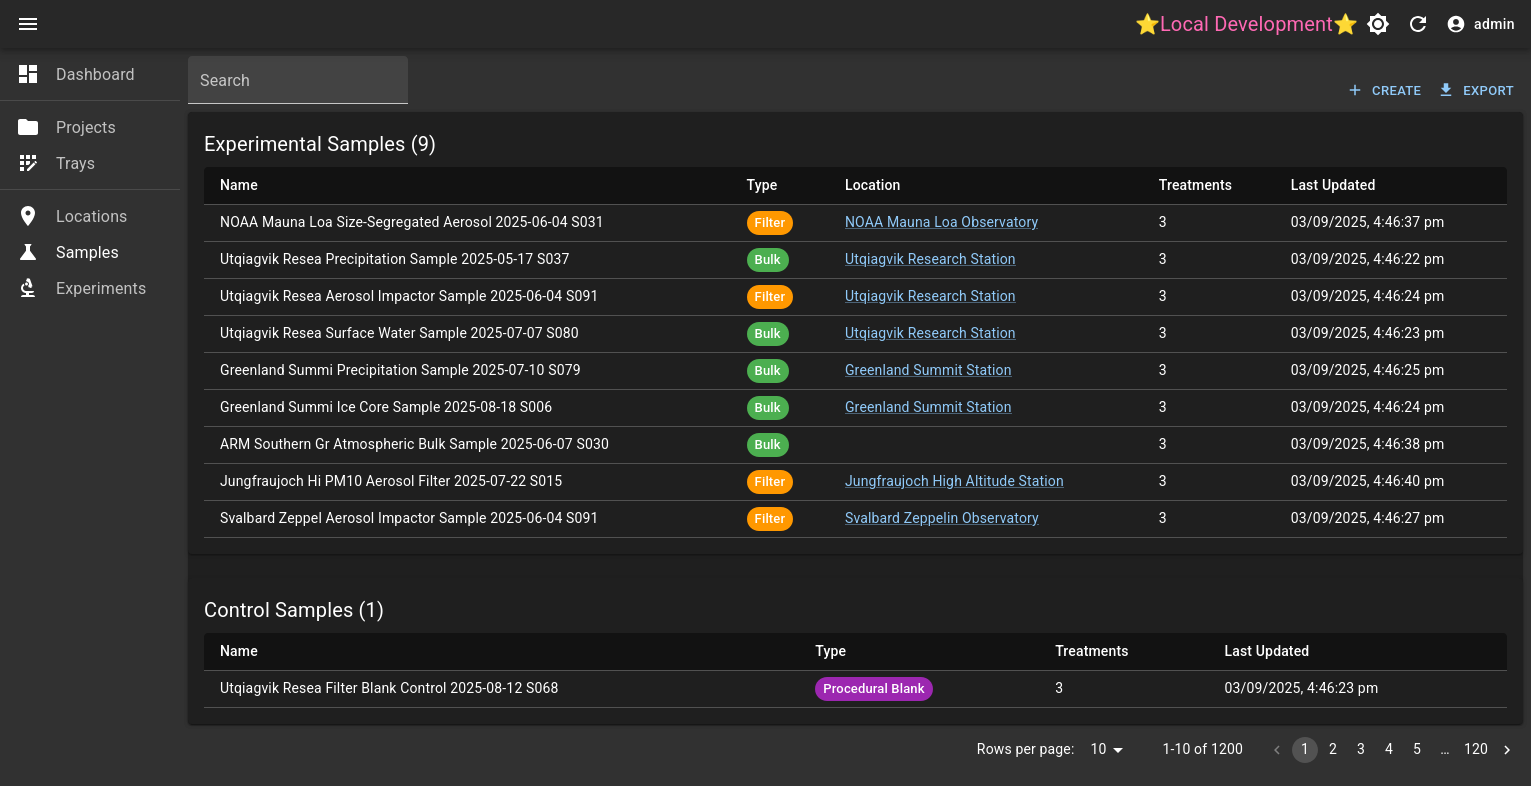 ⭐Local Development⭐ admin
Dashboard
Projects
Trays
Locations
Samples
Experiments
Search
CREATE EXPORT
Experimental Samples (9)
Name Type Location Treatments Last Updated
NOAA Mauna Loa Size-Segregated Aerosol 2025-06-04 S031 Filter NOAA Mauna Loa Observatory 3 03/09/2025, 4:46:37 pm
Utqiagvik Resea Precipitation Sample 2025-05-17 S037 Bulk Utqiagvik Research Station 3 03/09/2025, 4:46:22 pm
Utqiagvik Resea Aerosol Impactor Sample 2025-06-04 S091 Filter Utqiagvik Research Station 3 03/09/2025, 4:46:24 pm
Utqiagvik Resea Surface Water Sample 2025-07-07 S080 Bulk Utqiagvik Research Station 3 03/09/2025, 4:46:23 pm
Greenland Summi Precipitation Sample 2025-07-10 S079 Bulk Greenland Summit Station 3 03/09/2025, 4:46:25 pm
Greenland Summi Ice Core Sample 2025-08-18 S006 Bulk Greenland Summit Station 3 03/09/2025, 4:46:24 pm
ARM Southern Gr Atmospheric Bulk Sample 2025-06-07 S030 Bulk 3 03/09/2025, 4:46:38 pm
Jungfraujoch Hi PM10 Aerosol Filter 2025-07-22 S015 Filter Jungfraujoch High Altitude Station 3 03/09/2025, 4:46:40 pm
Svalbard Zeppel Aerosol Impactor Sample 2025-06-04 S091 Filter Svalbard Zeppelin Observatory 3 03/09/2025, 4:46:27 pm
Control Samples (1)
Name Type Treatments Last Updated
Utqiagvik Resea Filter Blank Control 2025-08-12 S068 Procedural Blank 3 03/09/2025, 4:46:23 pm
Rows per page: 10 1-10 of 1200 1 2 3 4 5 … 120